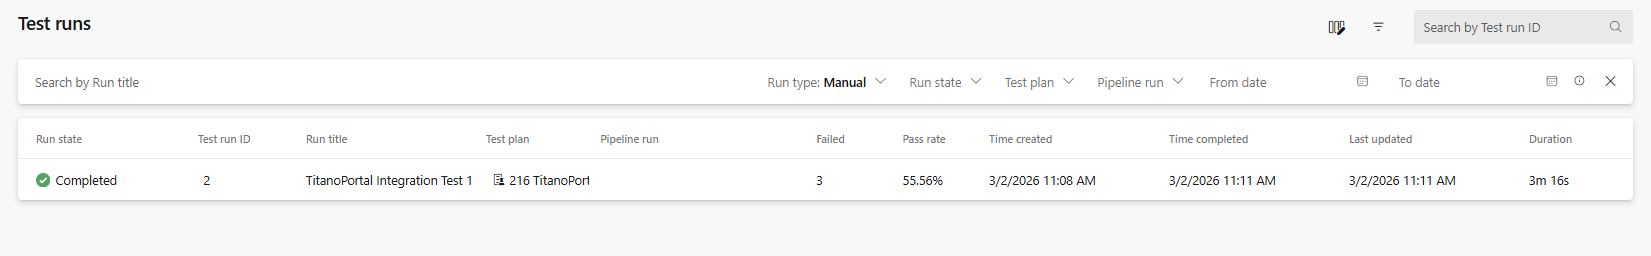 Test runs
Search by Test run ID
Search by Run title
Run type: Manual
Run state
Test plan
Pipeline run
From date
To date
Run state Test run ID Run title Test plan Pipeline run Failed Pass rate Time created Time completed Last updated Duration
Completed 2 TitanoPortal Integration Test 1 216 TitanoPort 3 55.56% 3/2/2026 11:08 AM 3/2/2026 11:11 AM 3/2/2026 11:11 AM 3m 16s